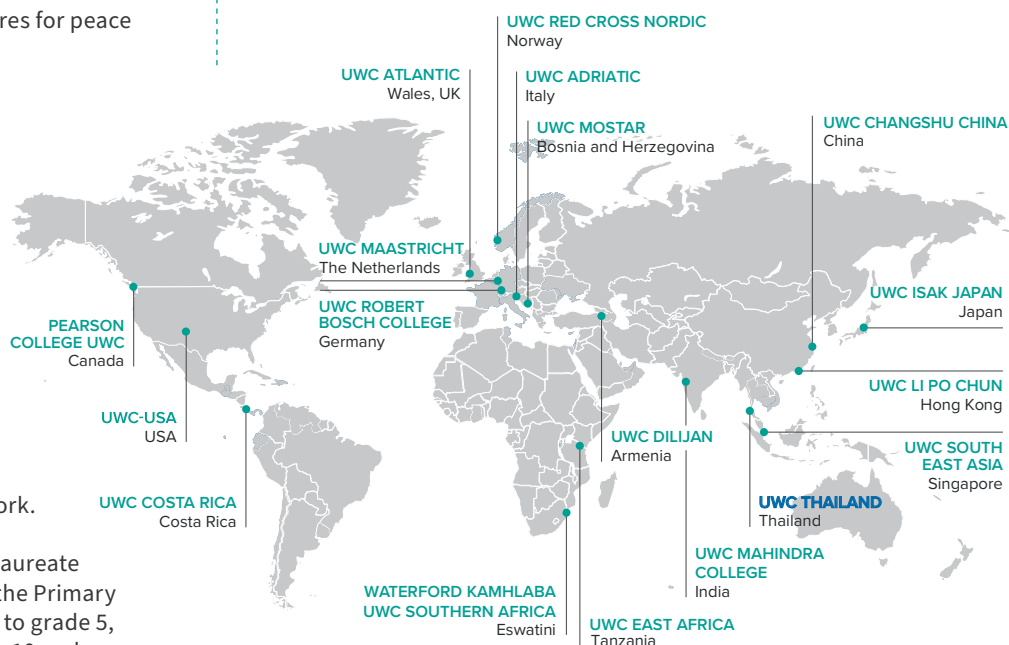 res for peace
UWC RED CROSS NORDIC
Norway
UWC ATLANTIC
Wales, UK
UWC ADRIATIC
Italy
UWC MOSTAR
Bosnia and Herzegovina
UWC CHANGSHU CHINA
China
UWC MAASTRICHT
The Netherlands
UWC ROBERT
BOSCH COLLEGE
Germany
UWC ISAK JAPAN
Japan
PEARSON
COLLEGE UWC
Canada
UWC-USA
USA
UWC LI PO CHUN
Hong Kong
UWC DILIJAN
Armenia
UWC SOUTH
EAST ASIA
Singapore
UWC COSTA RICA
Costa Rica
UWC THAILAND
Thailand
ork.
UWC MAHINDRA
COLLEGE
India
aureate
the Primary
to grade 5,
WATERFORD KAMHLABA
UWC SOUTHERN AFRICA
Eswatini
UWC EAST AFRICA
Tanzania